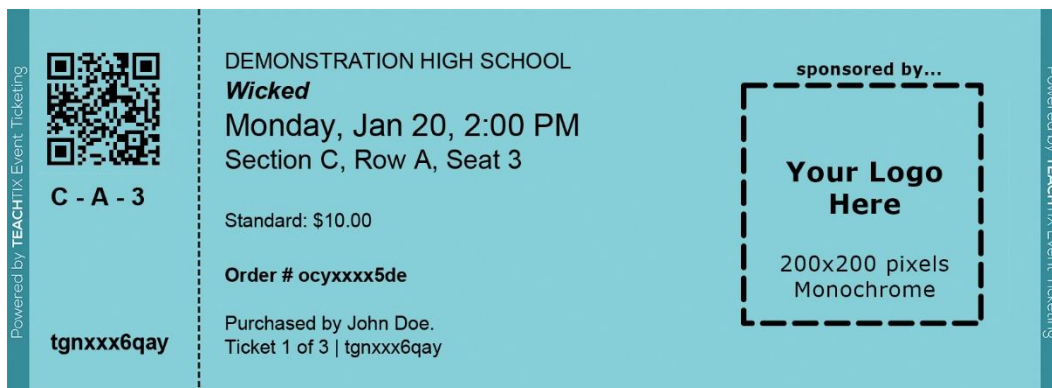 Powered by TEACHTIX Event Ticketing
C - A - 3
tgnxxx6qay
DEMONSTRATION HIGH SCHOOL
Wicked
Monday, Jan 20, 2:00 PM
Section C, Row A, Seat 3
Standard: $10.00
Order # ocyxxxx5de
Purchased by John Doe.
Ticket 1 of 3 | tgnxxx6qay
sponsored by...
Your Logo
Here
200x200 pixels
Monochrome
Powered by TEACHTIX Event Ticketing